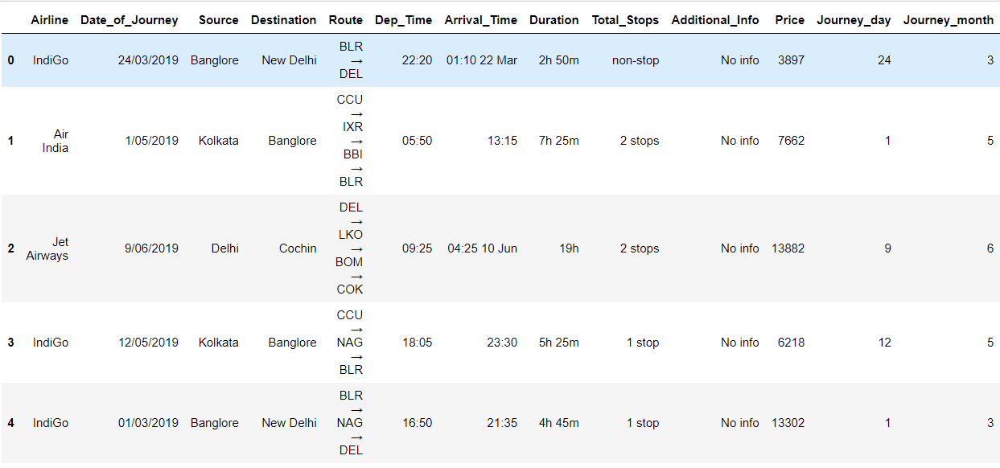 Airline Date_of_Journey Source Destination Route Dep_Time Arrival_Time Duration Total_Stops Additional_Info Price Journey_day Journey_month
0 IndiGo 24/03/2019 Banglore New Delhi BLR → DEL 22:20 01:10 22 Mar 2h 50m non-stop No info 3897 24 3
1 Air India 1/05/2019 Kolkata Banglore CCU → IXR → BBI → BLR 05:50 13:15 7h 25m 2 stops No info 7662 1 5
2 Jet Airways 9/06/2019 Delhi Cochin DEL → LKO → BOM → COK 09:25 04:25 10 Jun 19h 2 stops No info 13882 9 6
3 IndiGo 12/05/2019 Kolkata Banglore CCU → NAG → BLR 18:05 23:30 5h 25m 1 stop No info 6218 12 5
4 IndiGo 01/03/2019 Banglore New Delhi BLR → NAG → DEL 16:50 21:35 4h 45m 1 stop No info 13302 1 3